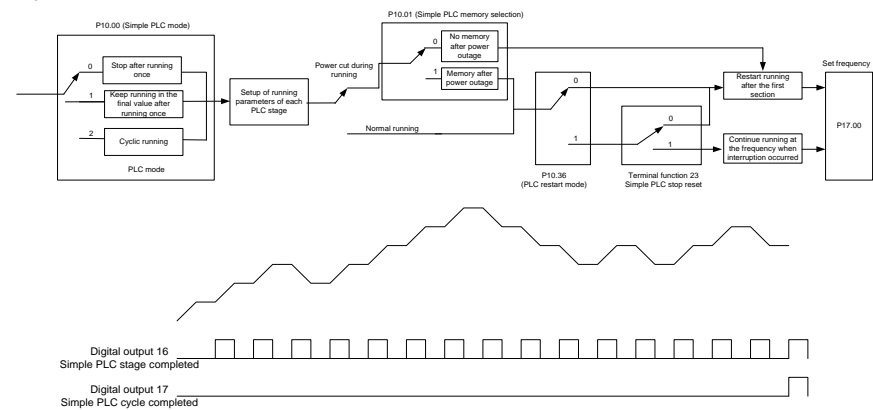 P10.00 (Simple PLC mode)
0
Stop after running
once
1
Keep running in the
final value after
running once
2
Cyclic running
PLC mode
Setup of running
parameters of each
PLC stage
Power cut during
running
P10.01 (Simple PLC memory selection)
0
No memory
after power
outage
1
Memory after
power outage
Normal running
0
1
P10.36
(PLC restart mode)
0
1
Terminal function 23
Simple PLC stop reset
Restart running
after the first
section
Continue running at
the frequency when
interruption occurred
Set frequency
P17.00
Digital output 16
Simple PLC stage completed
Digital output 17
Simple PLC cycle completed